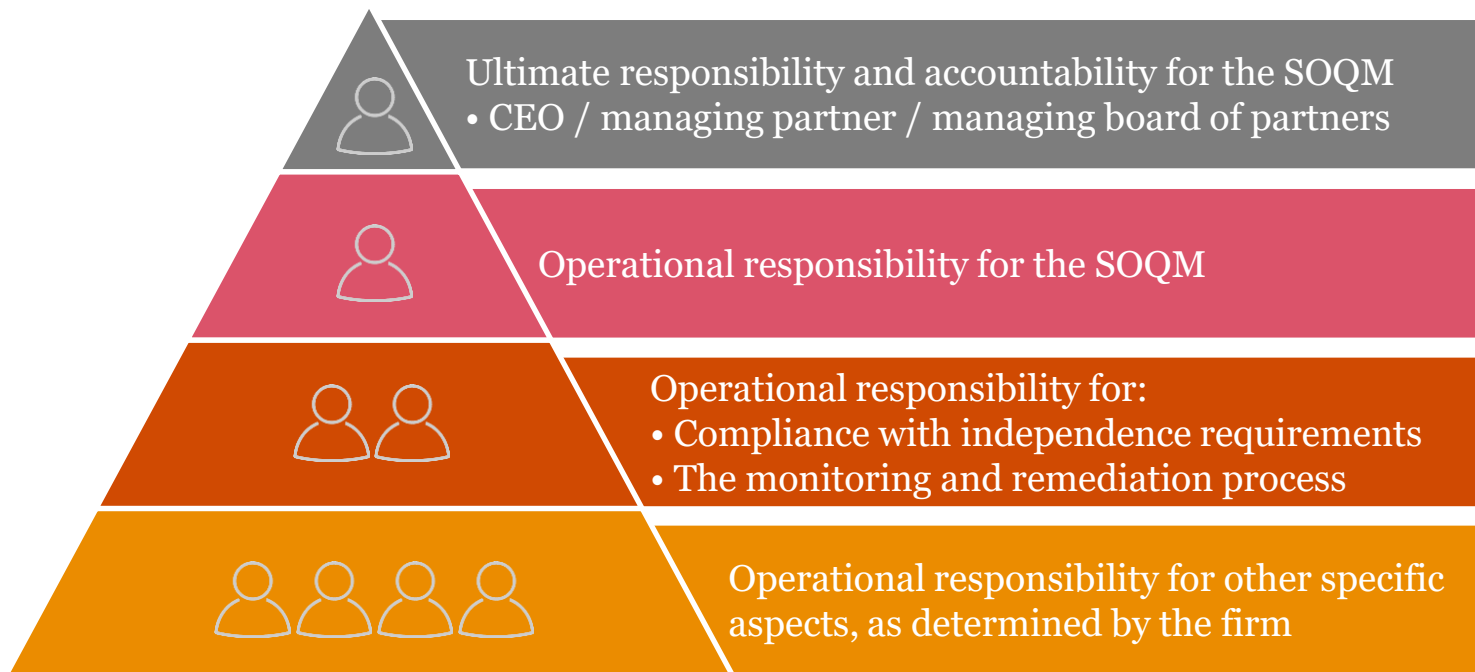 Ultimate responsibility and accountability for the SOQM
• CEO / managing partner / managing board of partners
Operational responsibility for the SOQM
Operational responsibility for:
• Compliance with independence requirements
• The monitoring and remediation process
Operational responsibility for other specific
aspects, as determined by the firm